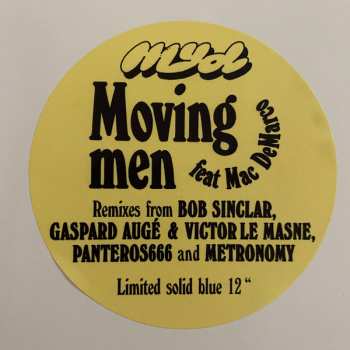 Myd
Moving
men
feat Mac DeMarco
Remixes from BOB SINCLAR,
GASPARD AUGÉ & VICTOR LE MASNE,
PANTEROS666 and METRONOMY
Limited solid blue 12“